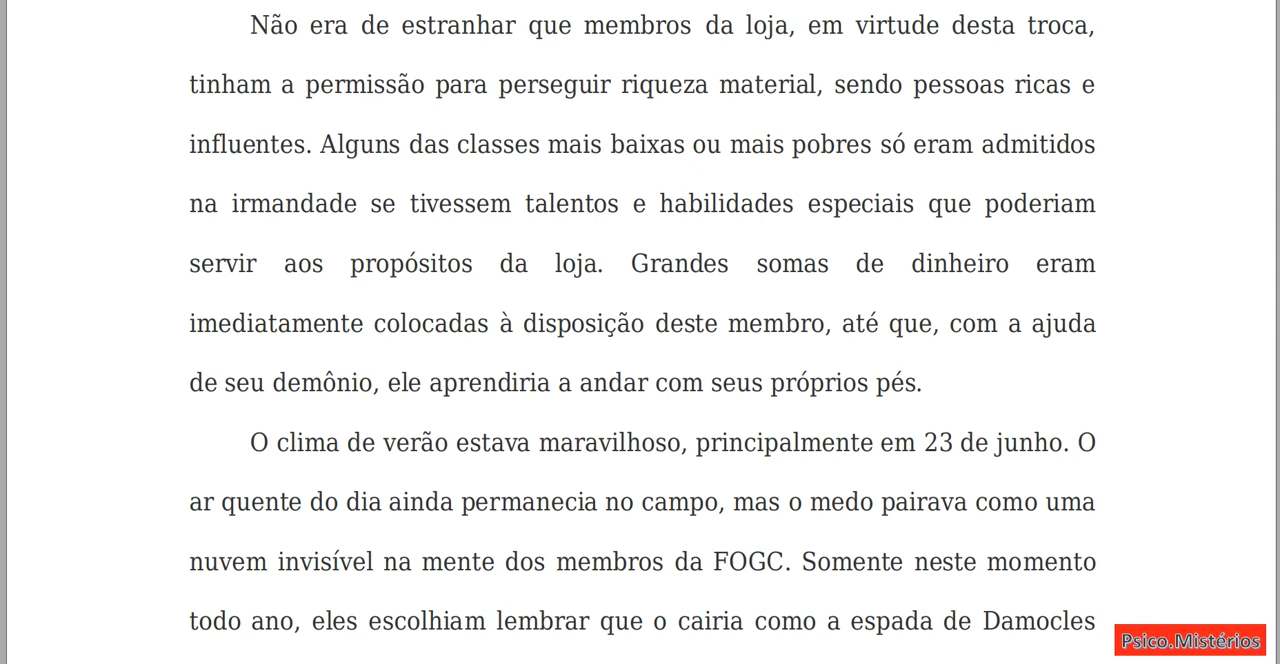 Não era de estranhar que membros da loja, em virtude desta troca,
tinham a permissão para perseguir riqueza material, sendo pessoas ricas e
influentes. Alguns das classes mais baixas ou mais pobres só eram admitidos
na irmandade se tivessem talentos e habilidades especiais que poderiam
servir aos propósitos da loja. Grandes somas de dinheiro eram
imediatamente colocadas à disposição deste membro, até que, com a ajuda
de seu demônio, ele aprendiria a andar com seus próprios pés.
O clima de verão estava maravilhoso, principalmente em 23 de junho. O
ar quente do dia ainda permanecia no campo, mas o medo pairava como uma
nuvem invisível na mente dos membros da FOGC. Somente neste momento
todo ano, eles escolhiam lembrar que o cairia como a espada de Damocles
Psico.Mistérios